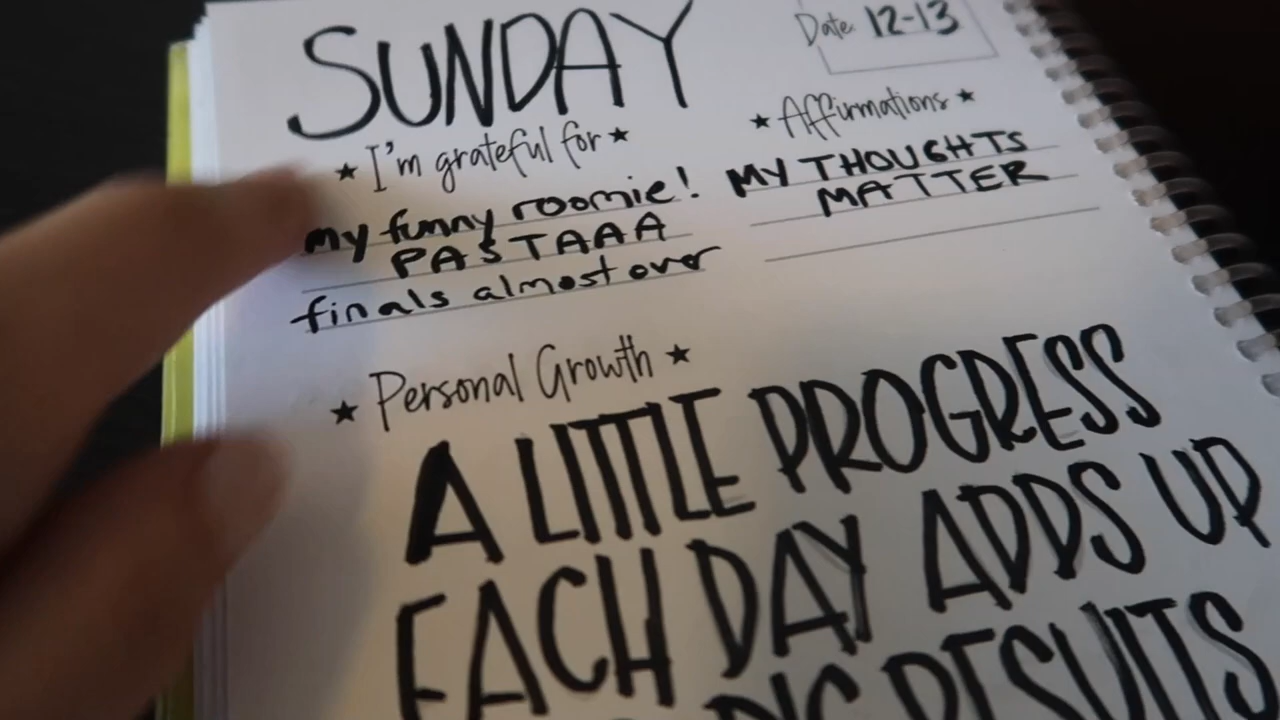 SUNDAY
Date 12-13
I'm grateful for
my funny roomie!
PASTAAA
finals almost over
Affirmations
MY THOUGHTS
MATTER
Personal Growth
A LITTLE PROGRESS
EACH DAY ADDS UP
RESULTS